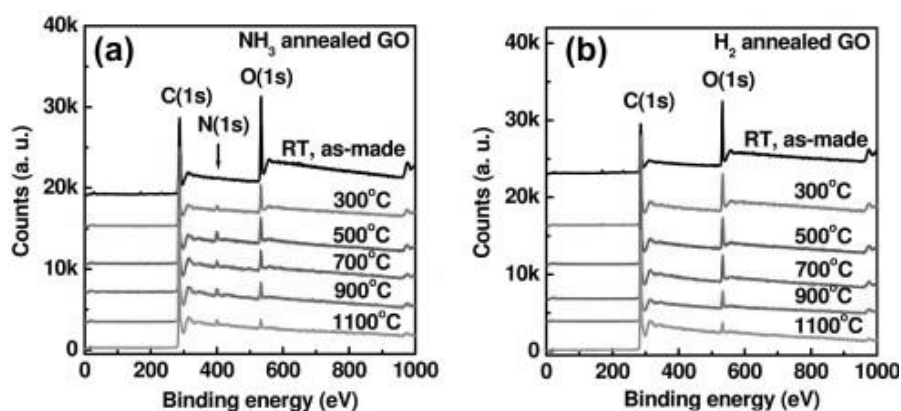 (a)
NH₃ annealed GO
C(1s)
N(1s)
O(1s)
RT, as-made
300°C
500°C
700°C
900°C
1100°C
40k
30k
20k
10k
0
Counts (a. u.)
0 200 400 600 800 1000
Binding energy (eV)
(b)
H₂ annealed GO
C(1s)
O(1s)
RT, as-made
300°C
500°C
700°C
900°C
1100°C
40k
30k
20k
10k
0
Counts (a. u.)
0 200 400 600 800 1000
Binding energy (eV)